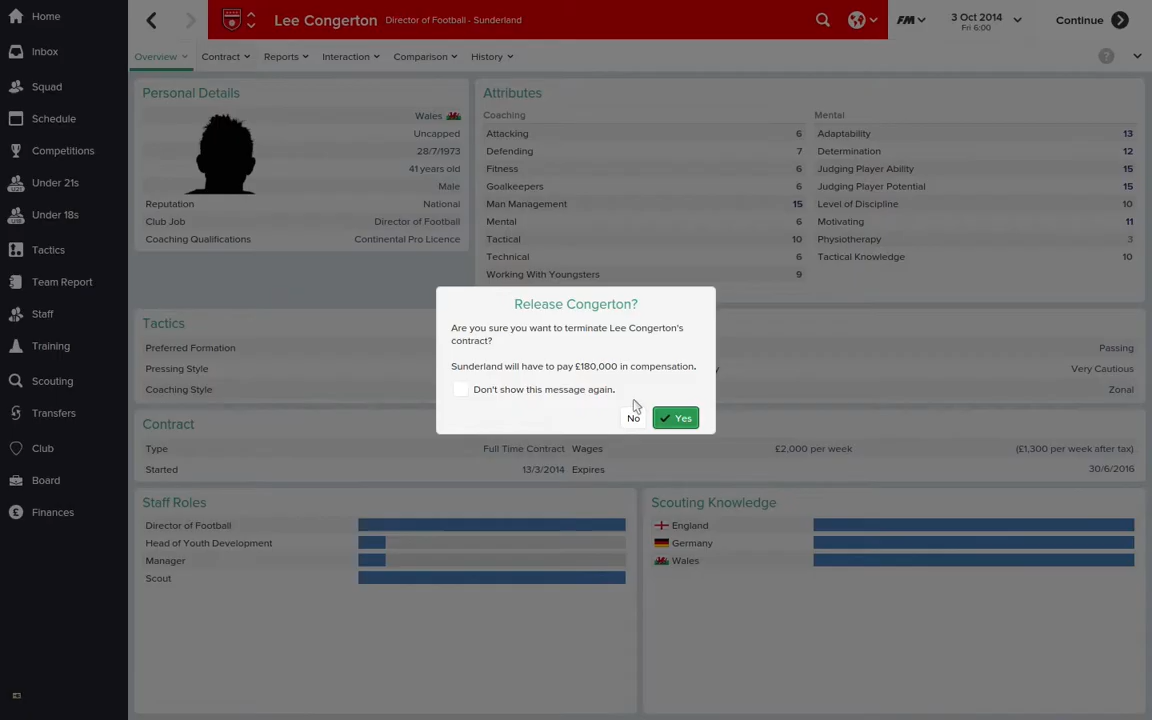 Home
Lee Congerton Director of Football - Sunderland
FM
3 Oct 2014
Fri 6:00
Continue
Inbox
Squad
Schedule
Competitions
Under 21s
Under 18s
Tactics
Team Report
Staff
Training
Scouting
Transfers
Club
Board
Finances
Overview Contract Reports Interaction Comparison History
?
Personal Details
Wales
Uncapped
28/7/1973
41 years old
Male
Reputation National
Club Job Director of Football
Coaching Qualifications Continental Pro Licence
Attributes
Coaching
Attacking 6
Defending 7
Fitness 6
Goalkeepers 6
Man Management 15
Mental 6
Tactical 10
Technical 6
Working With Youngsters 9
Mental
Adaptability 13
Determination 12
Judging Player Ability 15
Judging Player Potential 15
Level of Discipline 10
Motivating 11
Physiotherapy 3
Tactical Knowledge 10
Release Congerton?
Are you sure you want to terminate Lee Congerton's
contract?
Sunderland will have to pay £180,000 in compensation.
Don't show this message again.
No
Yes
Tactics
Preferred Formation
Passing
Pressing Style
Very Cautious
Coaching Style
Zonal
Contract
Type Full Time Contract Wages £2,000 per week (£1,300 per week after tax)
Started 13/3/2014 Expires 30/6/2016
Staff Roles
Director of Football
Head of Youth Development
Manager
Scout
Scouting Knowledge
England
Germany
Wales